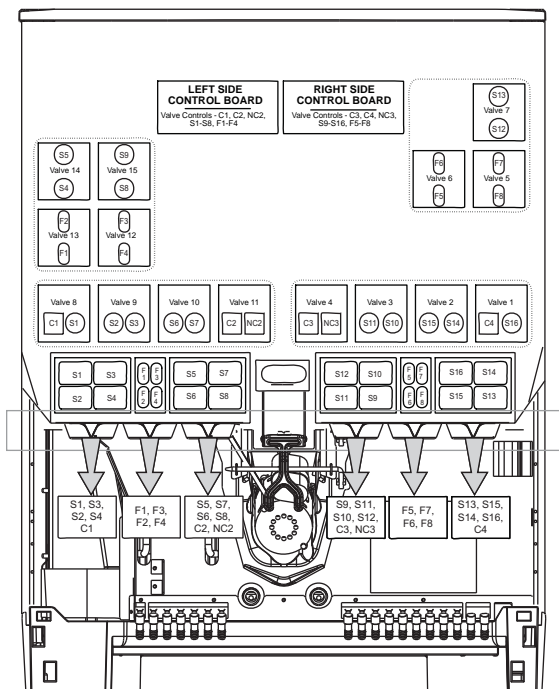 LEFT SIDE
CONTROL BOARD
Valve Controls - C1, C2, NC2,
S1-S8, F1-F4
RIGHT SIDE
CONTROL BOARD
Valve Controls - C3, C4, NC3,
S9-S16, F5-F8
S13
Valve 7
S12
S5
Valve 14
S4
S9
Valve 15
S8
F6
Valve 6
F5
F7
Valve 5
F8
F2
Valve 13
F1
F3
Valve 12
F4
Valve 8
C1 S1
Valve 9
S2 S3
Valve 10
S6 S7
Valve 11
C2 NC2
Valve 4
C3 NC3
Valve 3
S11 S10
Valve 2
S15 S14
Valve 1
C4 S16
S1 S3
S2 S4
F1 F3
F2 F4
S5 S7
S6 S8
S12 S10
S11 S9
F5 F7
F6 F8
S16 S14
S15 S13
S1, S3,
S2, S4
C1
F1, F3,
F2, F4
S5, S7,
S6, S8,
C2, NC2
S9, S11,
S10, S12,
C3, NC3
F5, F7,
F6, F8
S13, S15,
S14, S16,
C4